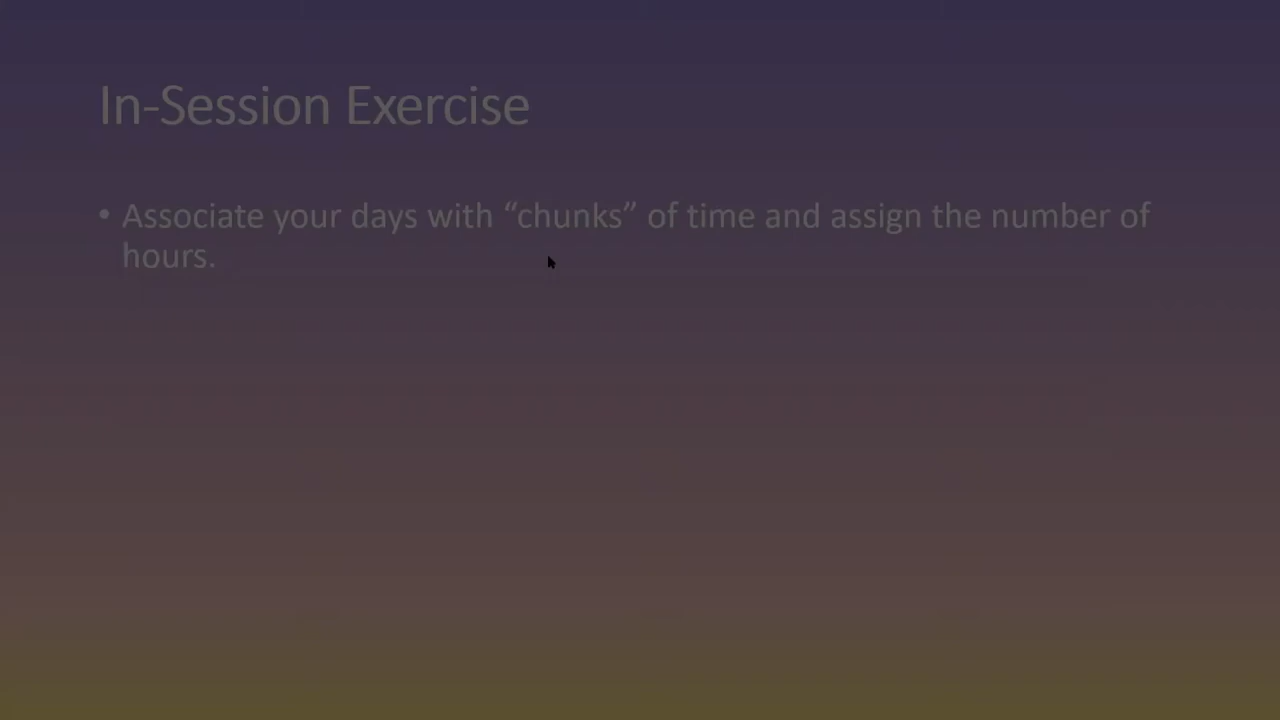 In-Session Exercise
• Associate your days with “chunks” of time and assign the number of
hours.